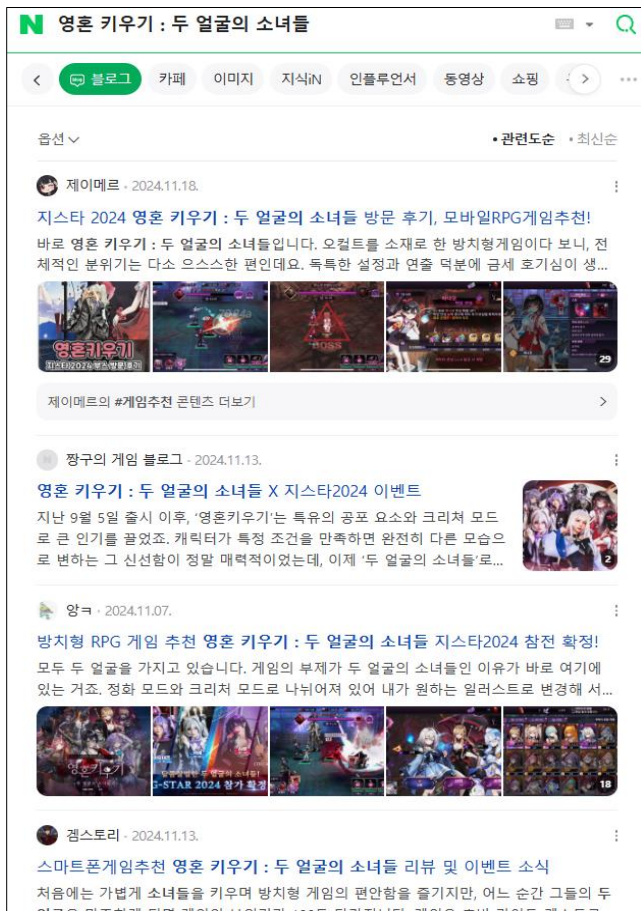 N 영혼 키우기 : 두 얼굴의 소녀들
블로그 카페 이미지 지식iN 인플루언서 동영상 쇼핑
옵션 • 관련도순 • 최신순
제이메르 · 2024.11.18.
지스타 2024 영혼 키우기 : 두 얼굴의 소녀들 방문 후기, 모바일RPG게임추천!
바로 영혼 키우기 : 두 얼굴의 소녀들입니다. 오컬트를 소재로 한 방치형게임이다 보니, 전
체적인 분위기는 다소 으스스한 편인데요. 독특한 설정과 연출 덕분에 금세 호기심이 생...
영혼키우기
지스타2024 부스방문후기
BOSS
29
제이메르의 #게임추천 콘텐츠 더보기
짱구의 게임 블로그 · 2024.11.13.
영혼 키우기 : 두 얼굴의 소녀들 X 지스타2024 이벤트
지난 9월 5일 출시 이후, '영혼키우기'는 특유의 공포 요소와 크리쳐 모드
로 큰 인기를 끌었죠. 캐릭터가 특정 조건을 만족하면 완전히 다른 모습으
로 변하는 그 신선함이 정말 매력적이었는데, 이제 '두 얼굴의 소녀들'로...
2
앙ㅋ · 2024.11.07.
방치형 RPG 게임 추천 영혼 키우기 : 두 얼굴의 소녀들 지스타2024 참전 확정!
모두 두 얼굴을 가지고 있습니다. 게임의 부제가 두 얼굴의 소녀들인 이유가 바로 여기에
있는 거죠. 정화 모드와 크리처 모드로 나뉘어져 있어 내가 원하는 일러스트로 변경해 서...
영혼키우기
G-STAR 2024 참가 확정
18
겜스토리 · 2024.11.13.
스마트폰게임추천 영혼 키우기 : 두 얼굴의 소녀들 리뷰 및 이벤트 소식
처음에는 가볍게 소녀들을 키우며 방치형 게임의 편안함을 즐기지만, 어느 순간 그들의 두